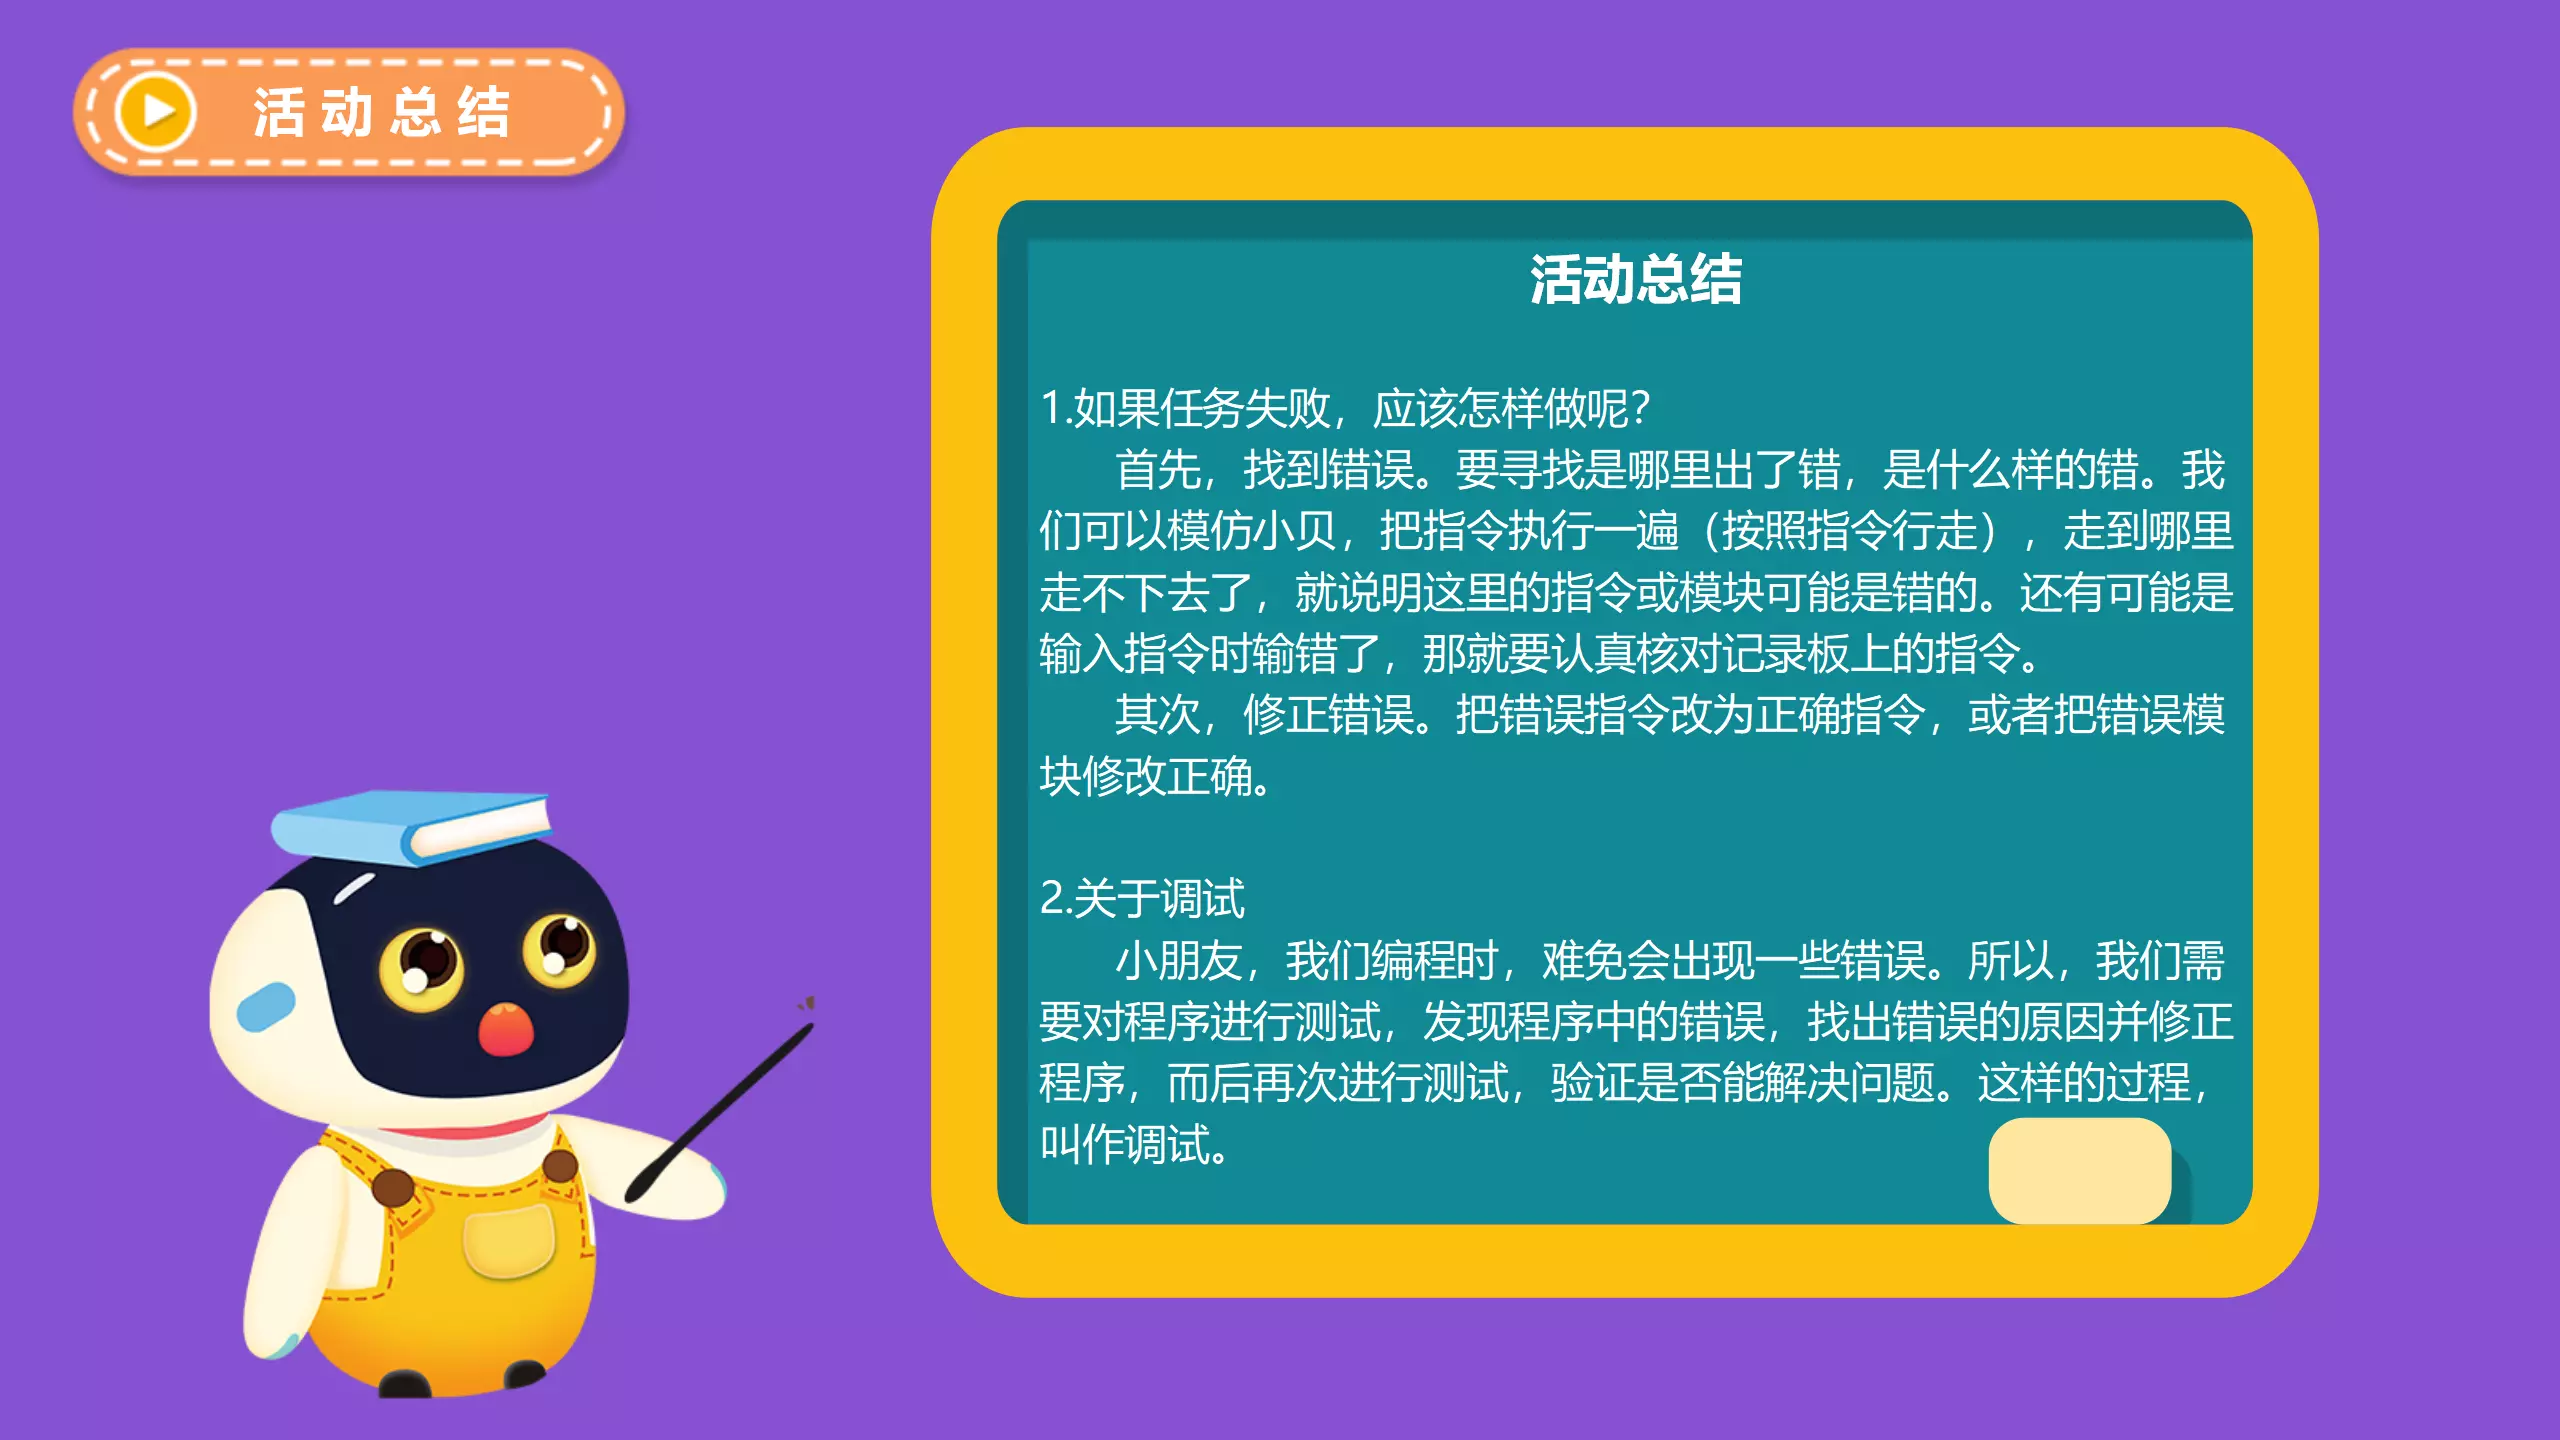 活动总结
活动总结
1.如果任务失败，应该怎样做呢？
首先，找到错误。要寻找是哪里出了错，是什么样的错。我
们可以模仿小贝，把指令执行一遍（按照指令行走），走到哪里
走不下去了，就说明这里的指令或模块可能是错的。还有可能是
输入指令时输错了，那就要认真核对记录板上的指令。
其次，修正错误。把错误指令改为正确指令，或者把错误模
块修改正确。
2.关于调试
小朋友，我们编程时，难免会出现一些错误。所以，我们需
要对程序进行测试，发现程序中的错误，找出错误的原因并修正
程序，而后再次进行测试，验证是否能解决问题。这样的过程，
叫作调试。